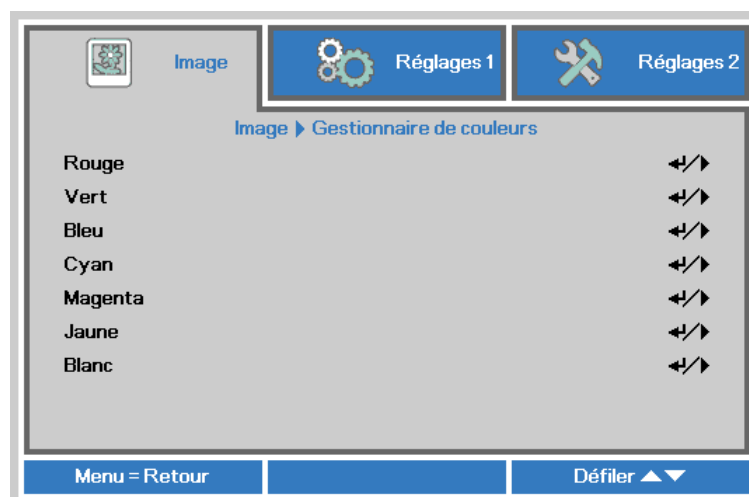 Image
Réglages 1
Réglages 2
Image ▶ Gestionnaire de couleurs
Rouge ↵/▶
Vert ↵/▶
Bleu ↵/▶
Cyan ↵/▶
Magenta ↵/▶
Jaune ↵/▶
Blanc ↵/▶
Menu = Retour
Défiler ▲▼